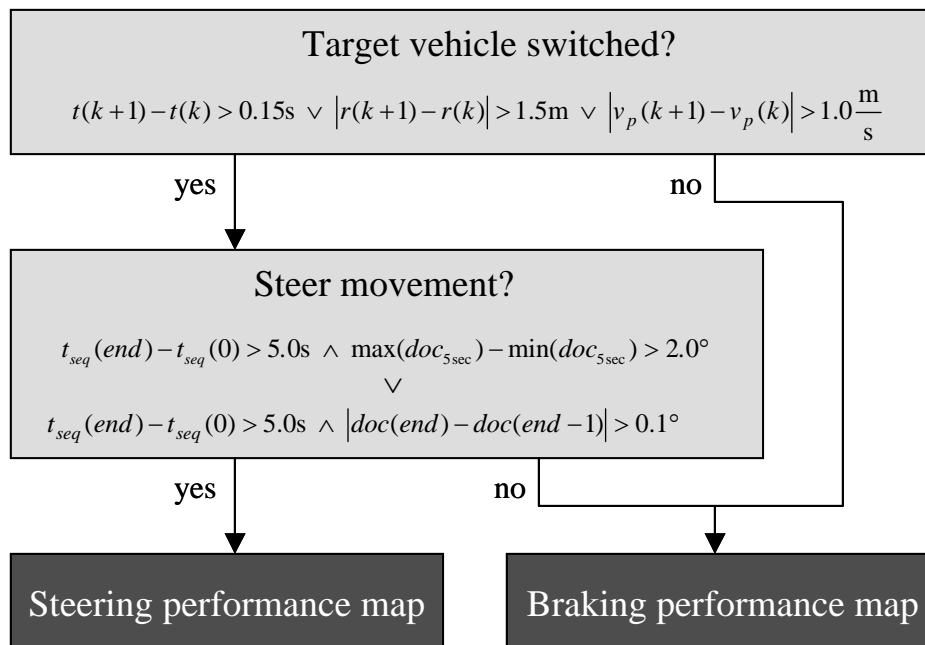 Target vehicle switched?
t(k+1)−t(k) > 0.15s ∨ |r(k+1)−r(k)| > 1.5m ∨ |v_p(k+1)−v_p(k)| > 1.0 m/s
yes
no
Steer movement?
t_seq(end)−t_seq(0) > 5.0s ∧ max(doc_5sec)−min(doc_5sec) > 2.0°
∨
t_seq(end)−t_seq(0) > 5.0s ∧ |doc(end)−doc(end−1)| > 0.1°
yes
no
Steering performance map
Braking performance map